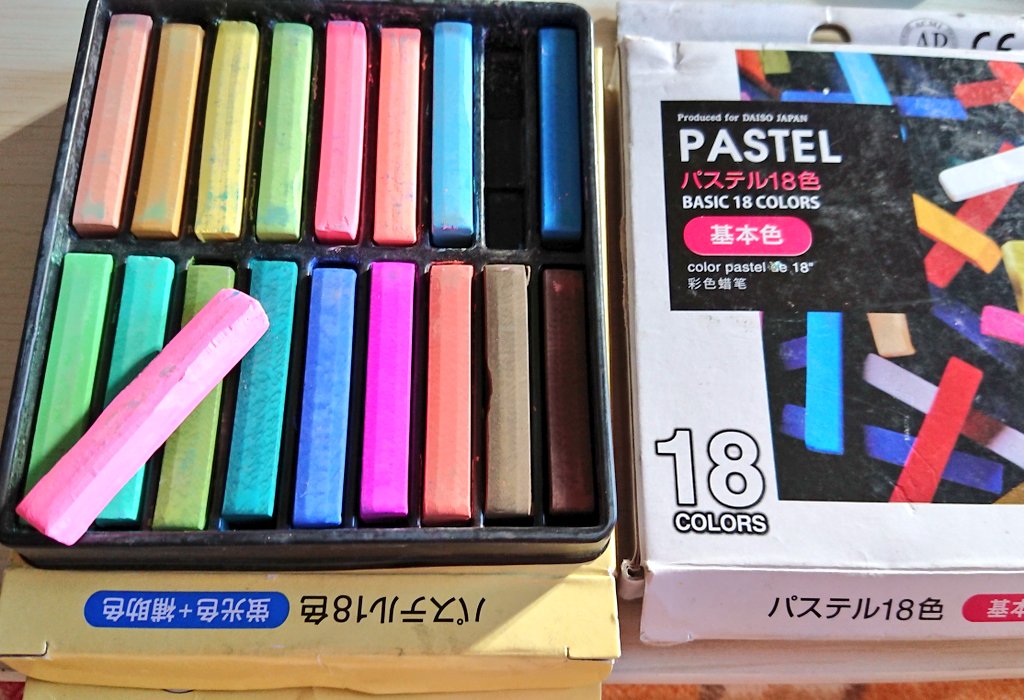 AP
CE
Produced for DAISO JAPAN
PASTEL
パステル18色
BASIC 18 COLORS
基本色
color pastel de 18"
彩色蜡笔
18
COLORS
パステル18色
基本
パステル18色
蛍光色+補助色